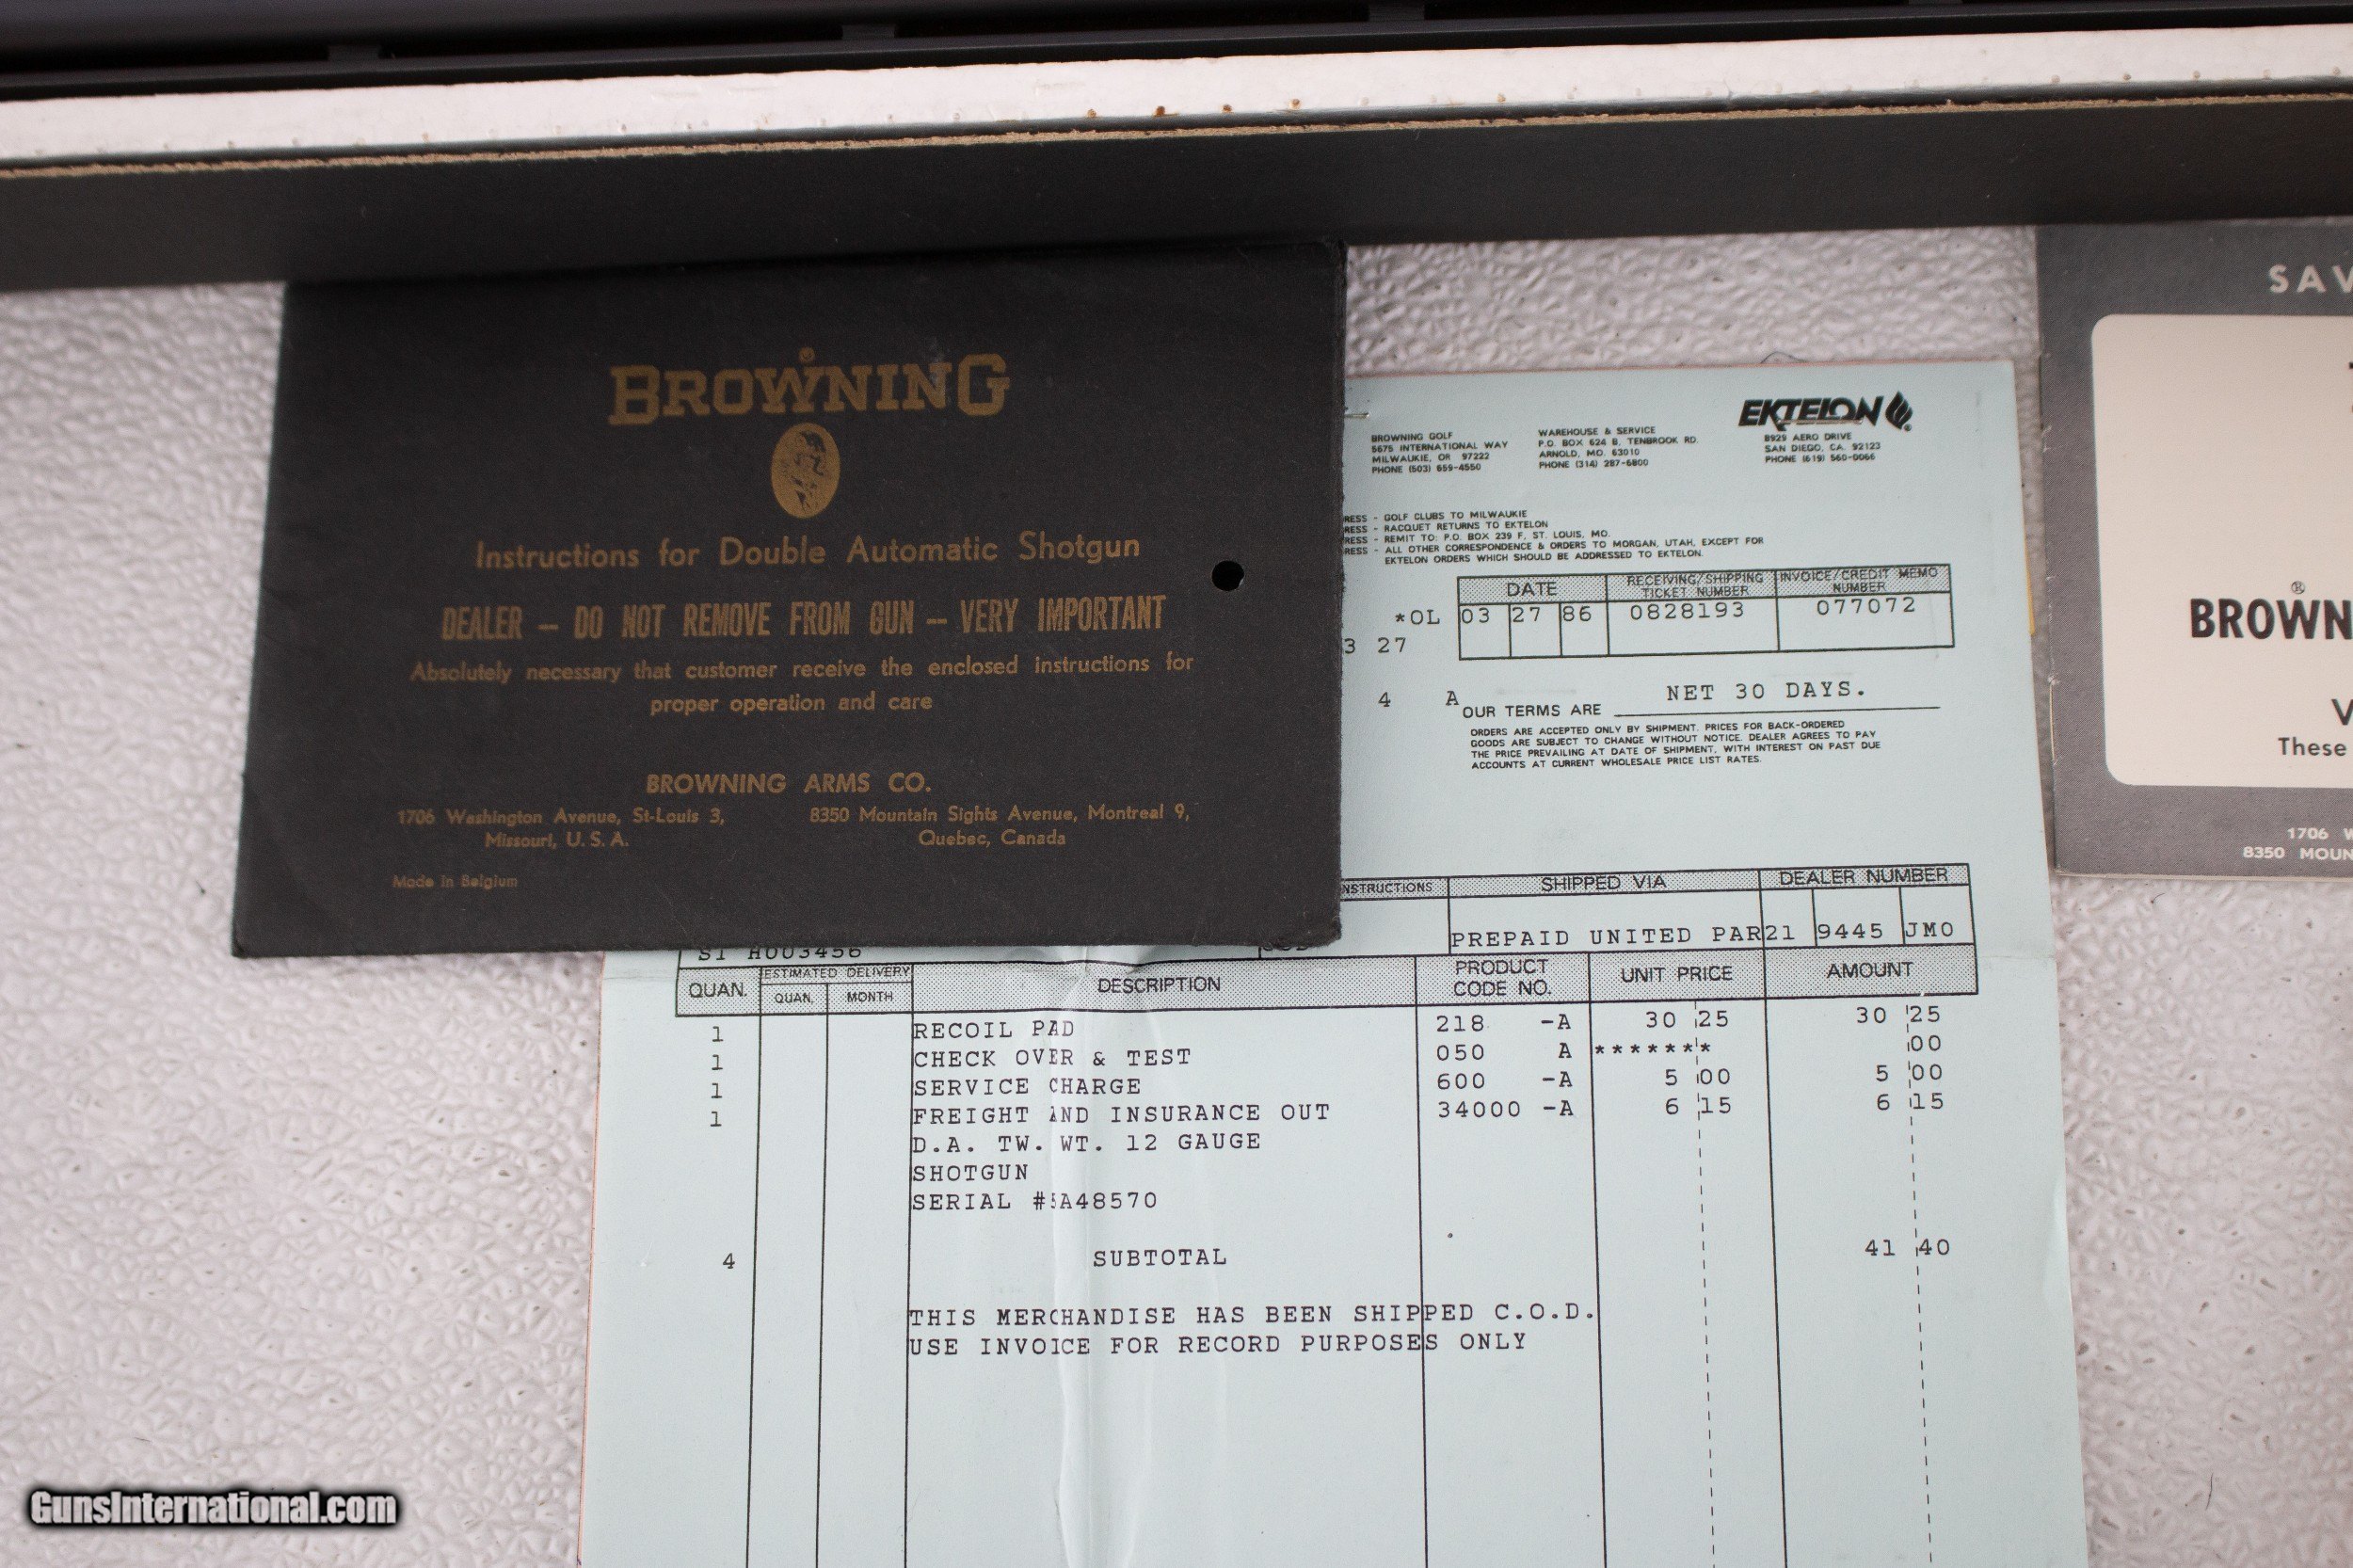 BROWNING
Instructions for Double Automatic Shotgun
DEALER — DO NOT REMOVE FROM GUN — VERY IMPORTANT
Absolutely necessary that customer receive the enclosed instructions for
proper operation and care
BROWNING ARMS CO.
1706 Washington Avenue, St-Louis 3,
Missouri, U.S.A.
8350 Mountain Sights Avenue, Montreal 9,
Quebec, Canada
Made in Belgium
EKTELON
8929 AERO DRIVE
SAN DIEGO, CA. 92123
PHONE (619) 560-0066
BROWNING GOLF
5675 INTERNATIONAL WAY
MILWAUKIE, OR 97222
PHONE (503) 659-4550
WAREHOUSE & SERVICE
P.O. BOX 624 B, TENBROOK RD.
ARNOLD, MO. 63010
PHONE (314) 287-6800
RESS - GOLF CLUBS TO MILWAUKIE
RESS - RACQUET RETURNS TO EKTELON
RESS - REMIT TO: P.O. BOX 239 F, ST. LOUIS, MO.
RESS - ALL OTHER CORRESPONDENCE & ORDERS TO MORGAN, UTAH, EXCEPT FOR
EKTELON ORDERS WHICH SHOULD BE ADDRESSED TO EKTELON.
DATE RECEIVING/SHIPPING TICKET NUMBER INVOICE/CREDIT MEMO NUMBER
*OL 03 27 86 0828193 077072
3 27
4 A
OUR TERMS ARE NET 30 DAYS.
ORDERS ARE ACCEPTED ONLY BY SHIPMENT. PRICES FOR BACK-ORDERED
GOODS ARE SUBJECT TO CHANGE WITHOUT NOTICE. DEALER AGREES TO PAY
THE PRICE PREVAILING AT DATE OF SHIPMENT, WITH INTEREST ON PAST DUE
ACCOUNTS AT CURRENT WHOLESALE PRICE LIST RATES.
NSTRUCTIONS SHIPPED VIA DEALER NUMBER
S1 H003456 PREPAID UNITED PAR 21 9445 JMO
QUAN. ESTIMATED DELIVERY QUAN. MONTH DESCRIPTION PRODUCT CODE NO. UNIT PRICE AMOUNT
1 RECOIL PAD 218 -A 30 25 30 25
1 CHECK OVER & TEST 050 A ******* 00
1 SERVICE CHARGE 600 -A 5 00 5 00
1 FREIGHT AND INSURANCE OUT 34000 -A 6 15 6 15
D.A. TW. WT. 12 GAUGE
SHOTGUN
SERIAL #5A48570
4 SUBTOTAL 41 40
THIS MERCHANDISE HAS BEEN SHIPPED C.O.D.
USE INVOICE FOR RECORD PURPOSES ONLY
SAV
BROWN
V
These
1706 W
8350 MOUN
GunsInternational.com